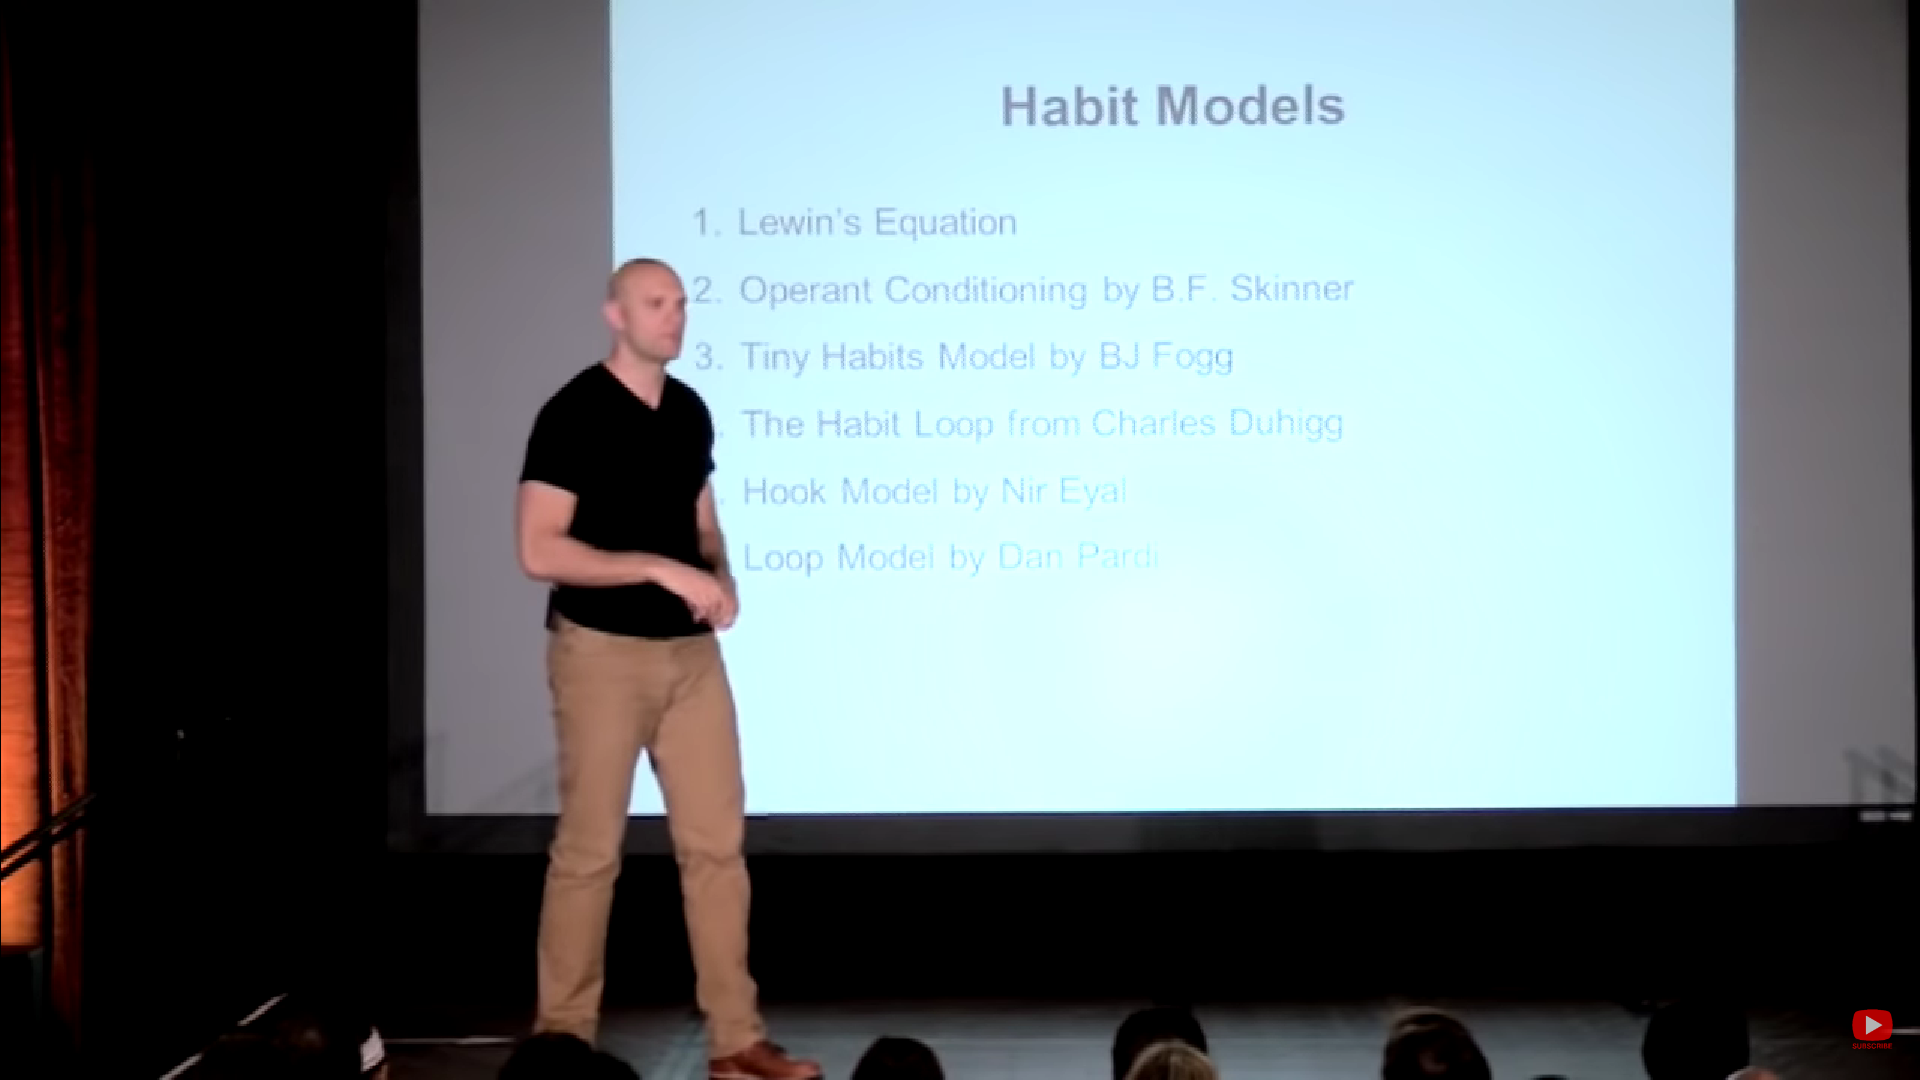 Habit Models
1. Lewin's Equation
2. Operant Conditioning by B.F. Skinner
3. Tiny Habits Model by BJ Fogg
. The Habit Loop from Charles Duhigg
. Hook Model by Nir Eyal
Loop Model by Dan Pardi
SUBSCRIBE